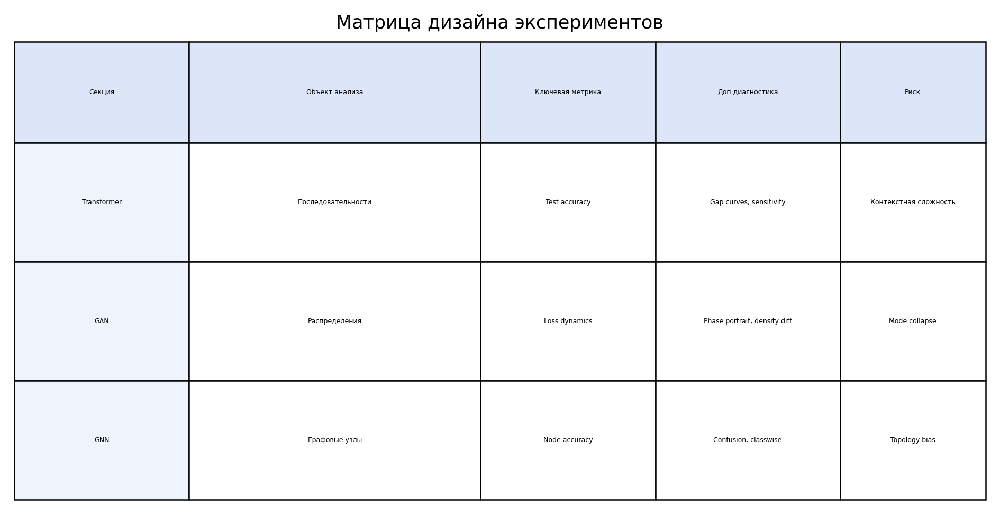 Матрица дизайна экспериментов
Секция
Объект анализа
Ключевая метрика
Доп.диагностика
Риск
Transformer
Последовательности
Test accuracy
Gap curves, sensitivity
Контекстная сложность
GAN
Распределения
Loss dynamics
Phase portrait, density diff
Mode collapse
GNN
Графовые узлы
Node accuracy
Confusion, classwise
Topology bias